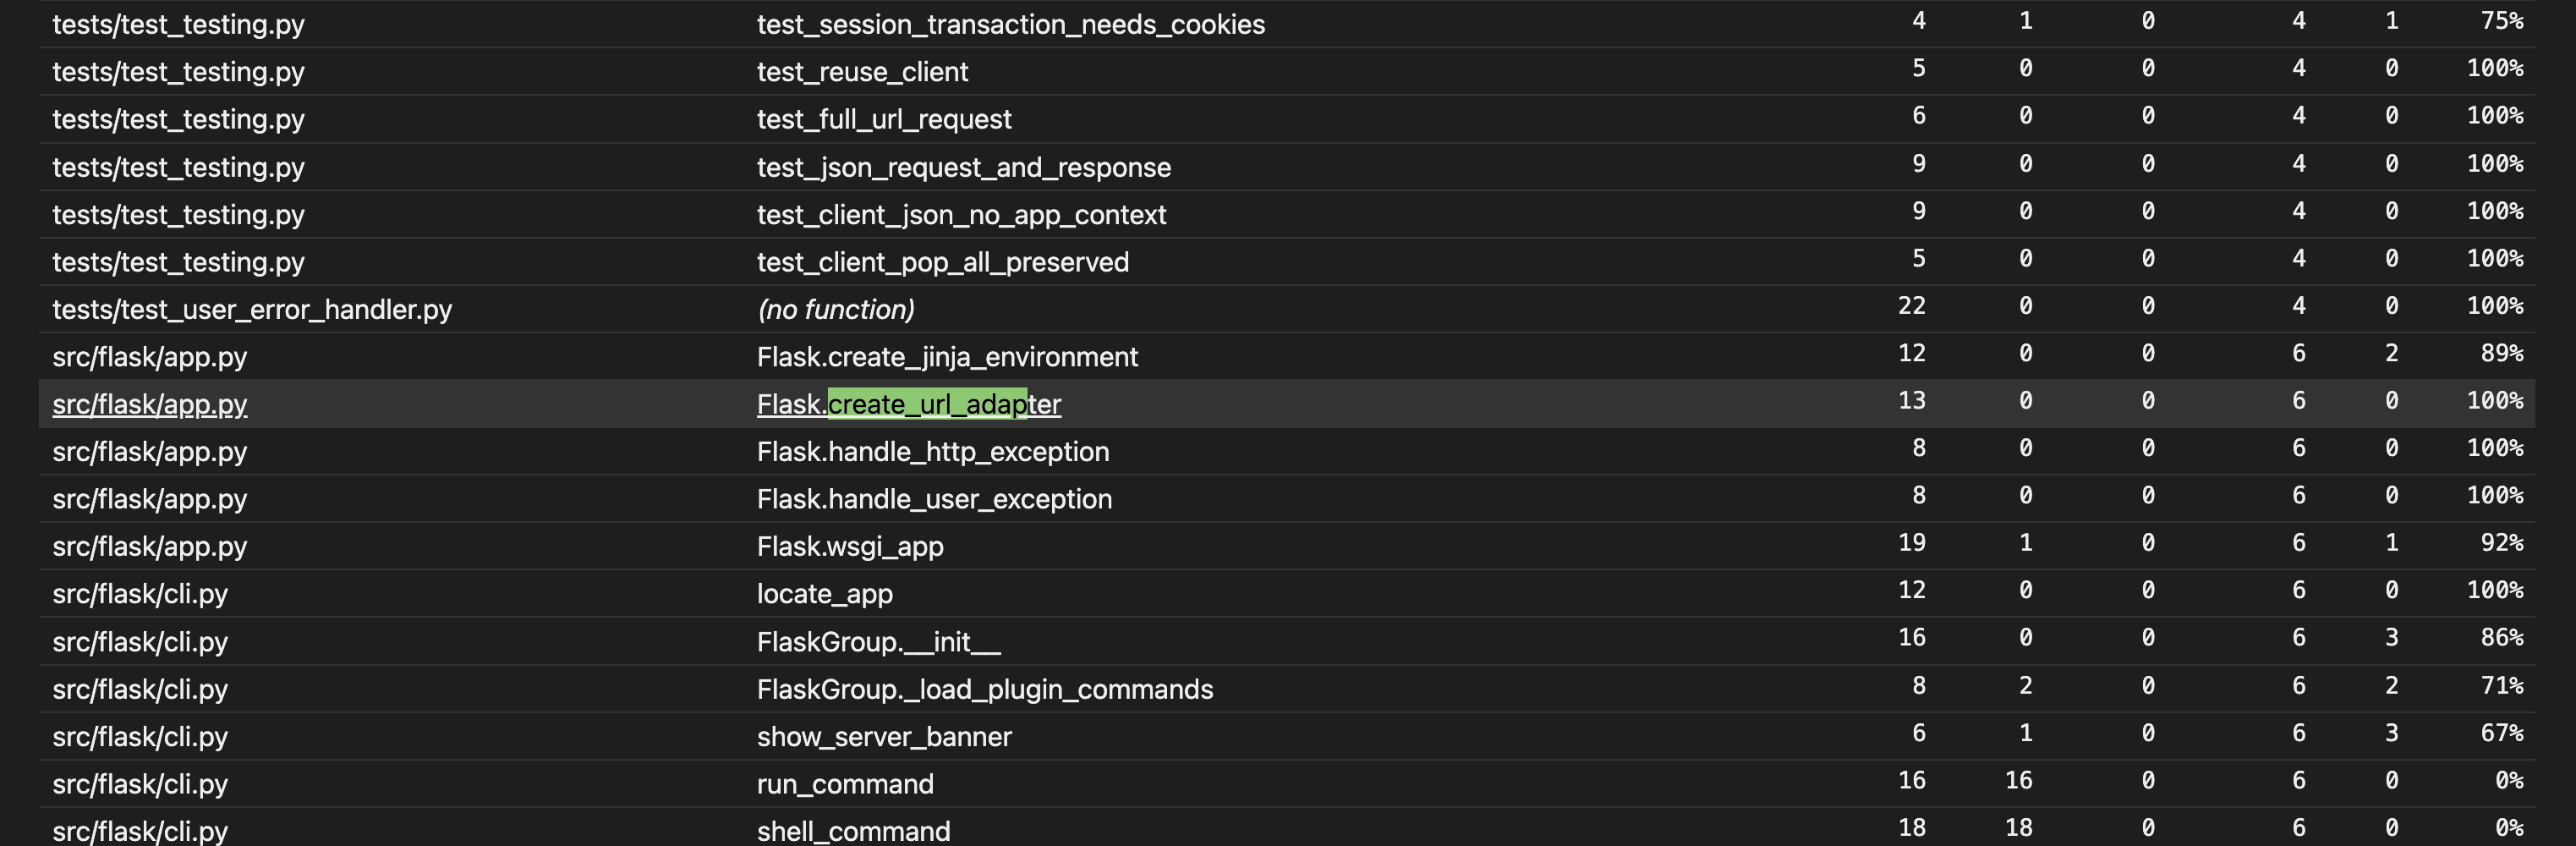 tests/test_testing.py test_session_transaction_needs_cookies 4 1 0 4 1 75%
tests/test_testing.py test_reuse_client 5 0 0 4 0 100%
tests/test_testing.py test_full_url_request 6 0 0 4 0 100%
tests/test_testing.py test_json_request_and_response 9 0 0 4 0 100%
tests/test_testing.py test_client_json_no_app_context 9 0 0 4 0 100%
tests/test_testing.py test_client_pop_all_preserved 5 0 0 4 0 100%
tests/test_user_error_handler.py (no function) 22 0 0 4 0 100%
src/flask/app.py Flask.create_jinja_environment 12 0 0 6 2 89%
src/flask/app.py Flask.create_url_adapter 13 0 0 6 0 100%
src/flask/app.py Flask.handle_http_exception 8 0 0 6 0 100%
src/flask/app.py Flask.handle_user_exception 8 0 0 6 0 100%
src/flask/app.py Flask.wsgi_app 19 1 0 6 1 92%
src/flask/cli.py locate_app 12 0 0 6 0 100%
src/flask/cli.py FlaskGroup.__init__ 16 0 0 6 3 86%
src/flask/cli.py FlaskGroup._load_plugin_commands 8 2 0 6 2 71%
src/flask/cli.py show_server_banner 6 1 0 6 3 67%
src/flask/cli.py run_command 16 16 0 6 0 0%
src/flask/cli.py shell_command 18 18 0 6 0 0%